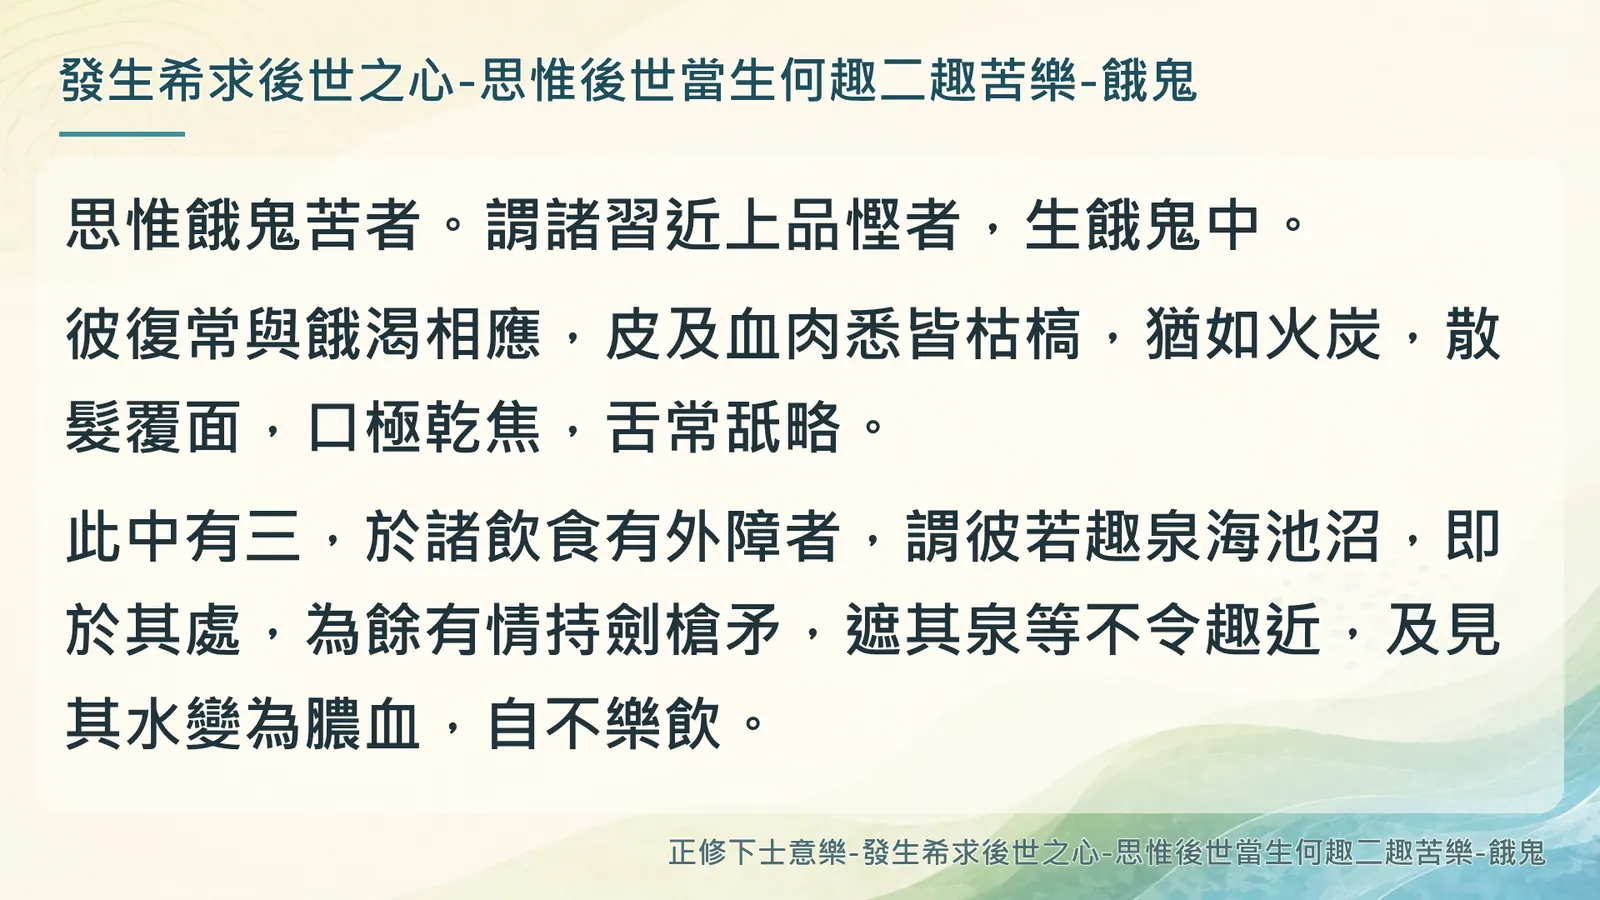 發生希求後世之心-思惟後世當生何趣二趣苦樂-餓鬼
思惟餓鬼苦者。謂諸習近上品慳者，生餓鬼中。
彼復常與餓渴相應，皮及血肉悉皆枯槁，猶如火炭，散
髮覆面，口極乾焦，舌常舐略。
此中有三，於諸飲食有外障者，謂彼若趣泉海池沼，即
於其處，為餘有情持劍槍矛，遮其泉等不令趣近，及見
其水變為膿血，自不樂飲。
正修下士意樂-發生希求後世之心-思惟後世當生何趣二趣苦樂-餓鬼